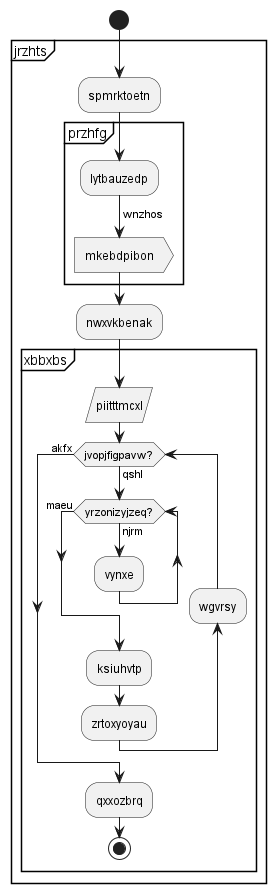 jrzhts
spmrktoetn
przhfg
lytbauzedp
wnzhos
mkebdpibon
nwxvkbenak
xbbxbs
piitttmcxl
akfx
jvopjfigpavw?
qshl
maeu
yrzonizyjzeq?
njrm
vynxe
wgvrsy
ksiuhvtp
zrtoxyoyau
qxxozbrq